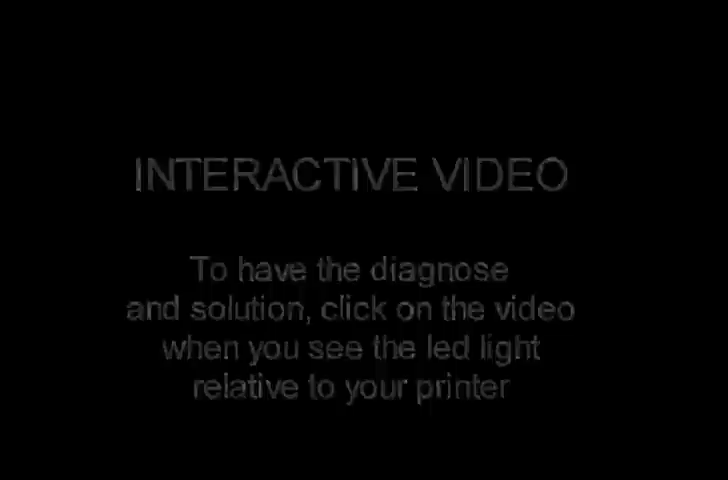 INTERACTIVE VIDEO
To have the diagnose
and solution, click on the video
when you see the led light
relative to your printer